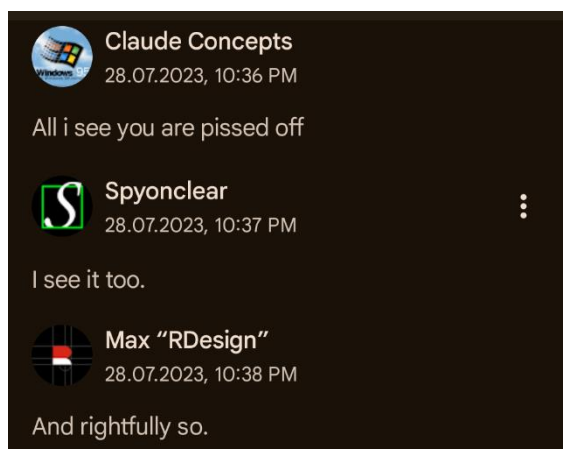 Claude Concepts
28.07.2023, 10:36 PM
All i see you are pissed off
Spyonclear
28.07.2023, 10:37 PM
I see it too.
Max “RDesign”
28.07.2023, 10:38 PM
And rightfully so.